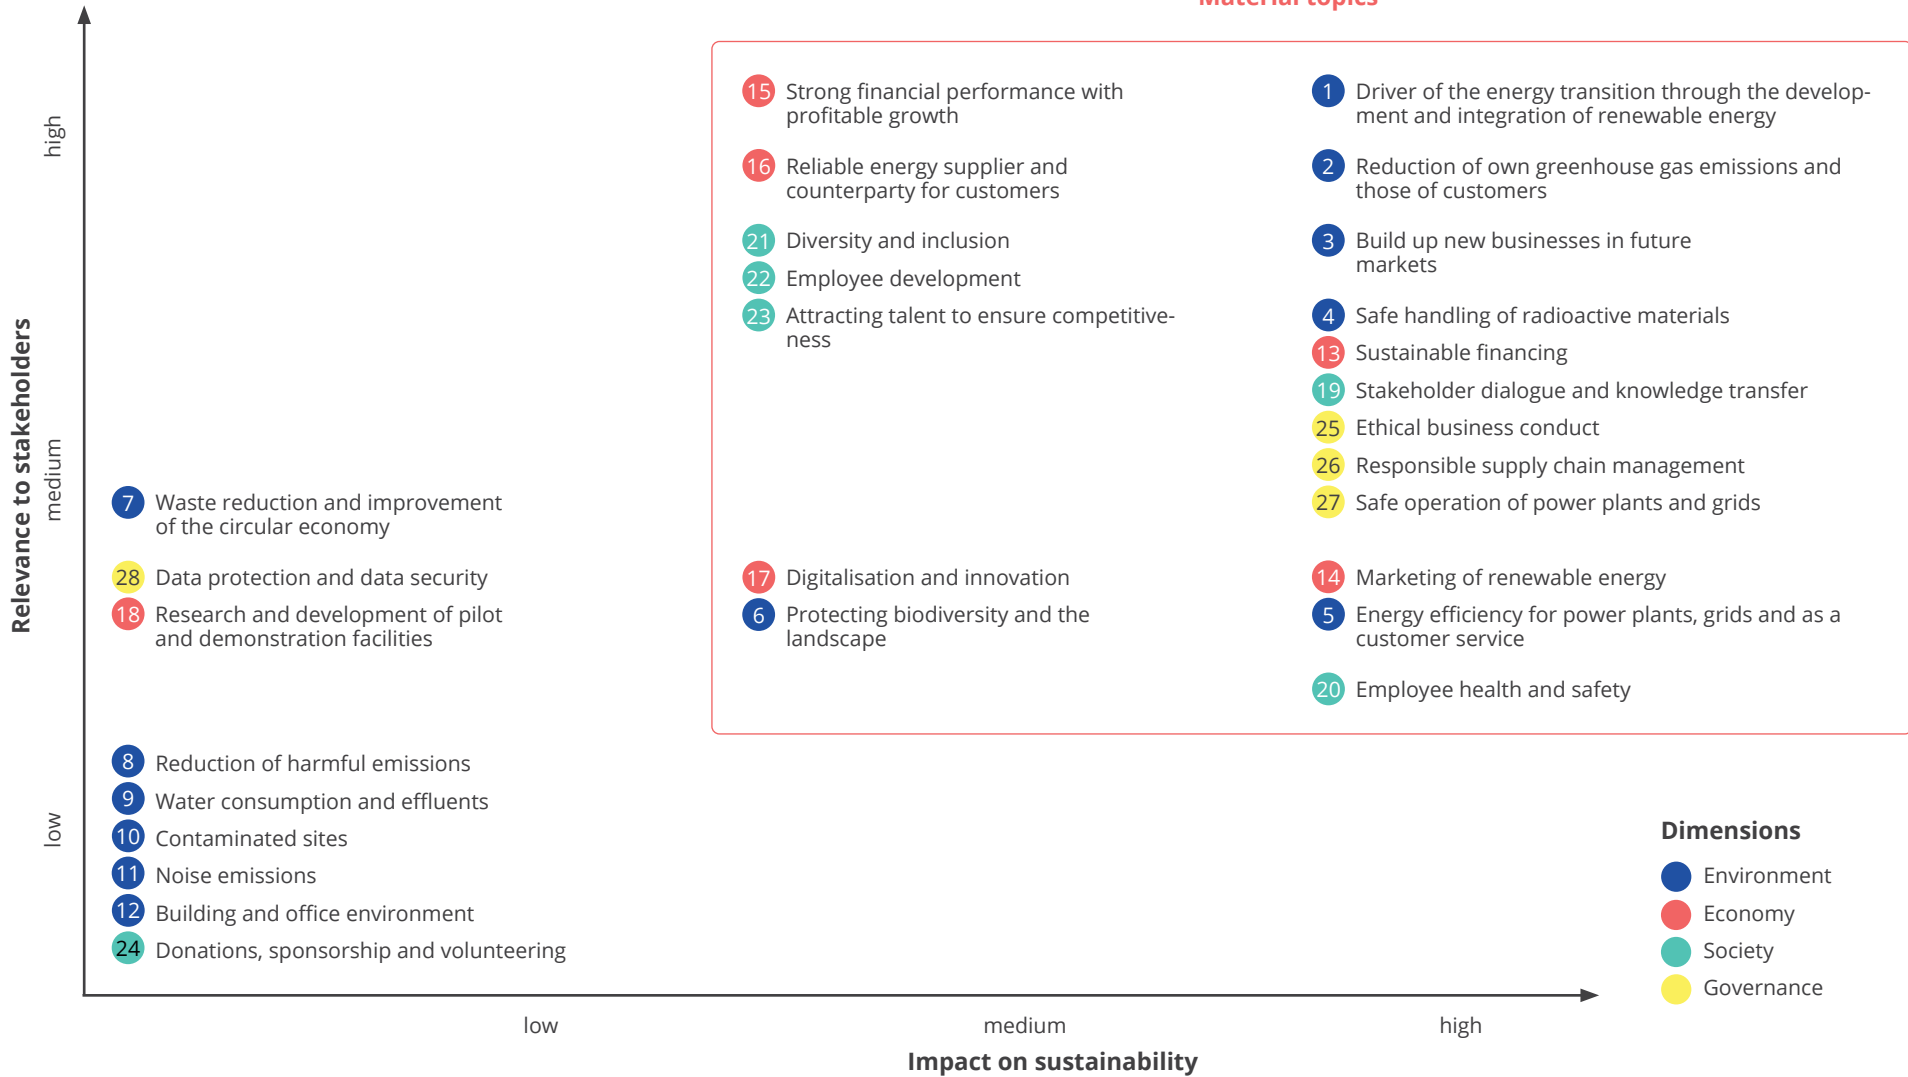 Material topics
high
medium
low
Relevance to stakeholders
15 Strong financial performance with
profitable growth
16 Reliable energy supplier and
counterparty for customers
21 Diversity and inclusion
22 Employee development
23 Attracting talent to ensure competitive-
ness
1 Driver of the energy transition through the develop-
ment and integration of renewable energy
2 Reduction of own greenhouse gas emissions and
those of customers
3 Build up new businesses in future
markets
4 Safe handling of radioactive materials
13 Sustainable financing
19 Stakeholder dialogue and knowledge transfer
25 Ethical business conduct
26 Responsible supply chain management
27 Safe operation of power plants and grids
7 Waste reduction and improvement
of the circular economy
28 Data protection and data security
18 Research and development of pilot
and demonstration facilities
17 Digitalisation and innovation
6 Protecting biodiversity and the
landscape
14 Marketing of renewable energy
5 Energy efficiency for power plants, grids and as a
customer service
20 Employee health and safety
8 Reduction of harmful emissions
9 Water consumption and effluents
10 Contaminated sites
11 Noise emissions
12 Building and office environment
24 Donations, sponsorship and volunteering
Dimensions
Environment
Economy
Society
Governance
low
medium
high
Impact on sustainability